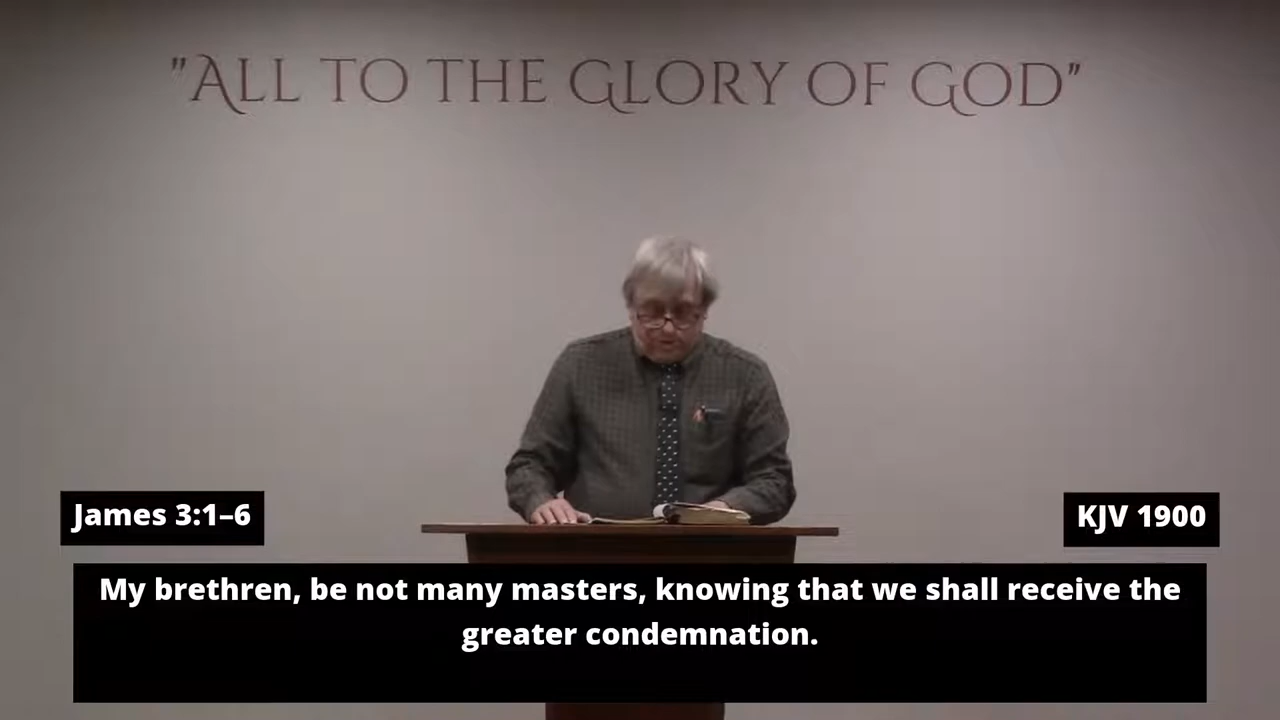 "ALL TO THE GLORY OF GOD"
James 3:1–6
KJV 1900
My brethren, be not many masters, knowing that we shall receive the
greater condemnation.